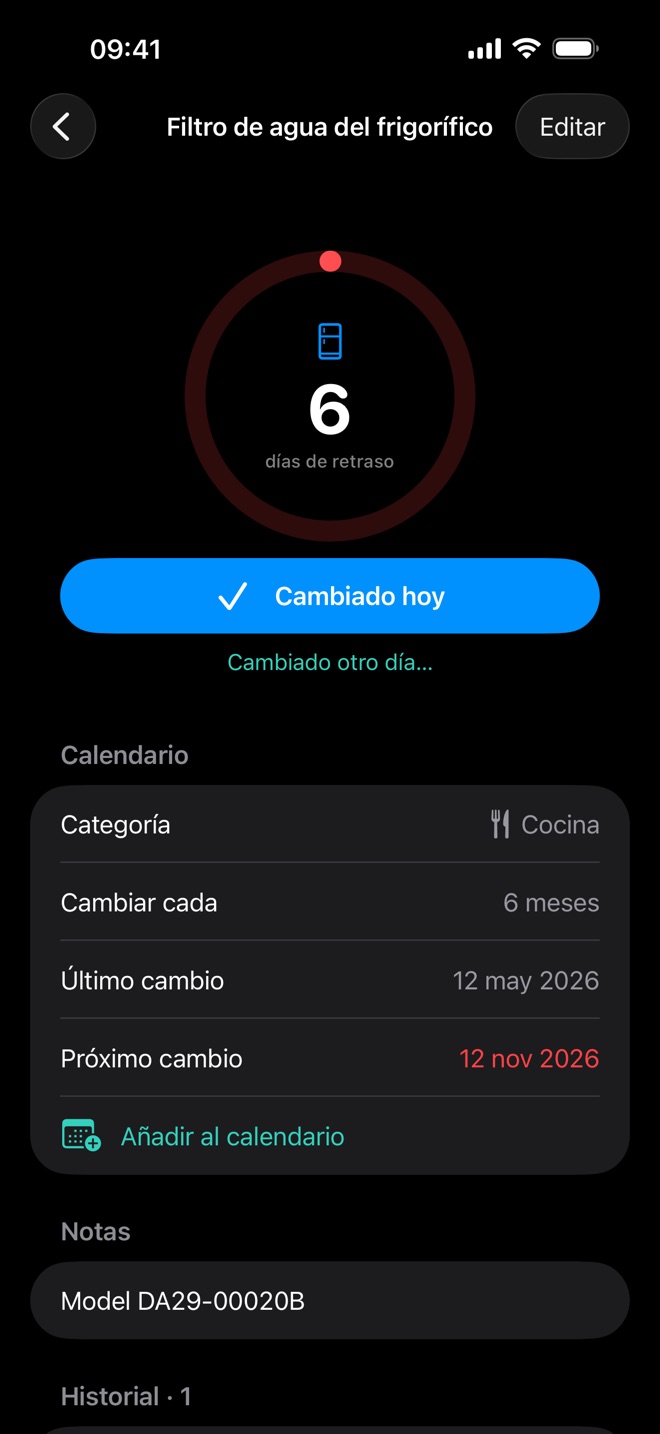 09:41
Filtro de agua del frigorífico
Editar
6
días de retraso
Cambiado hoy
Cambiado otro día...
Calendario
Categoría
Cocina
Cambiar cada
6 meses
Último cambio
12 may 2026
Próximo cambio
12 nov 2026
Añadir al calendario
Notas
Model DA29-00020B
Historial · 1